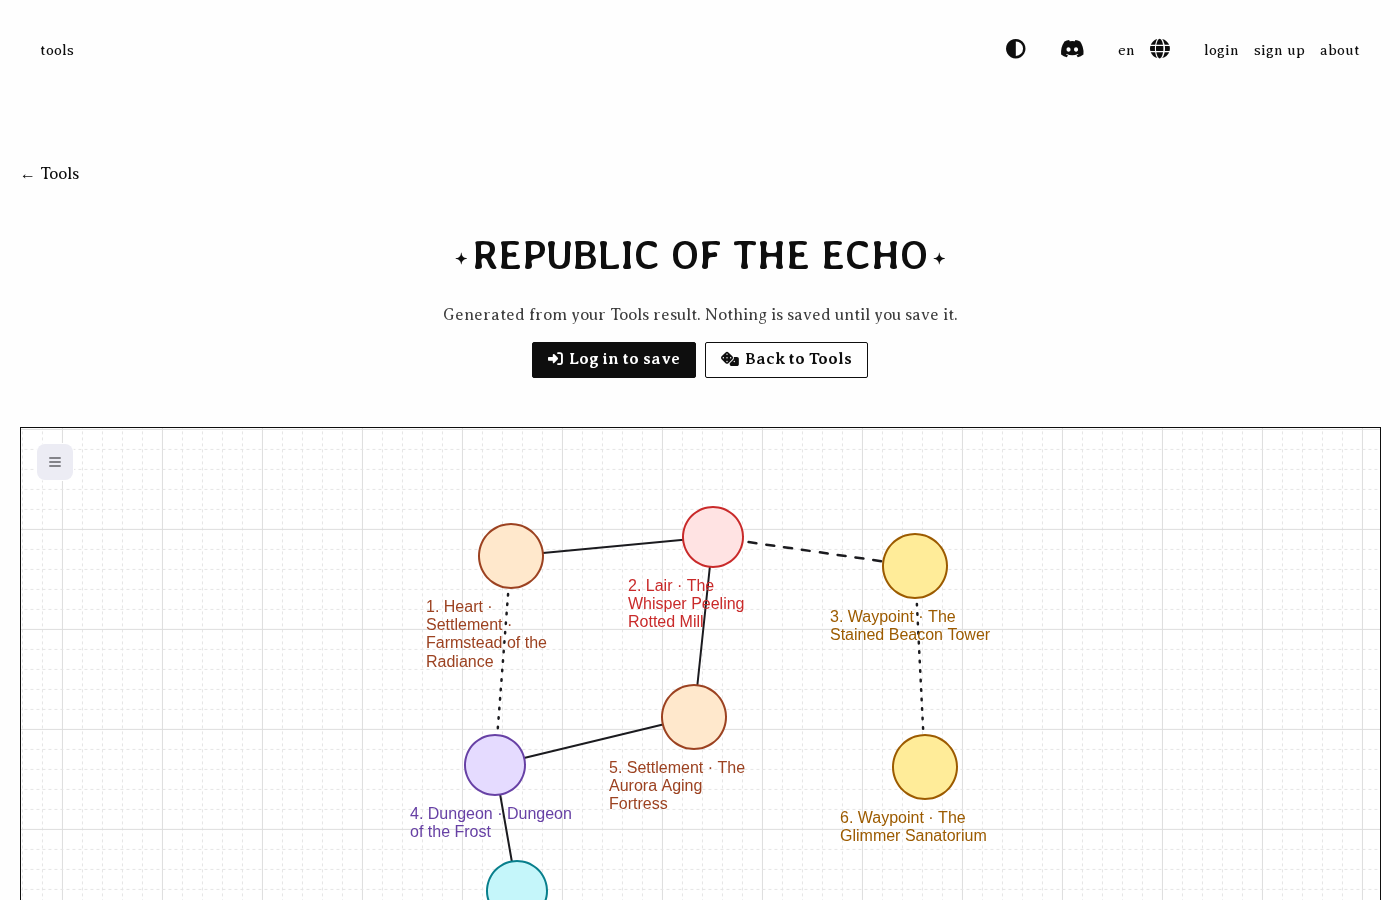 tools
en
login
sign up
about
← Tools
REPUBLIC OF THE ECHO
Generated from your Tools result. Nothing is saved until you save it.
Log in to save
Back to Tools
1. Heart ·
Settlement ·
Farmstead of the
Radiance
2. Lair · The
Whisper Peeling
Rotted Mill
3. Waypoint · The
Stained Beacon Tower
4. Dungeon · Dungeon
of the Frost
5. Settlement · The
Aurora Aging
Fortress
6. Waypoint · The
Glimmer Sanatorium